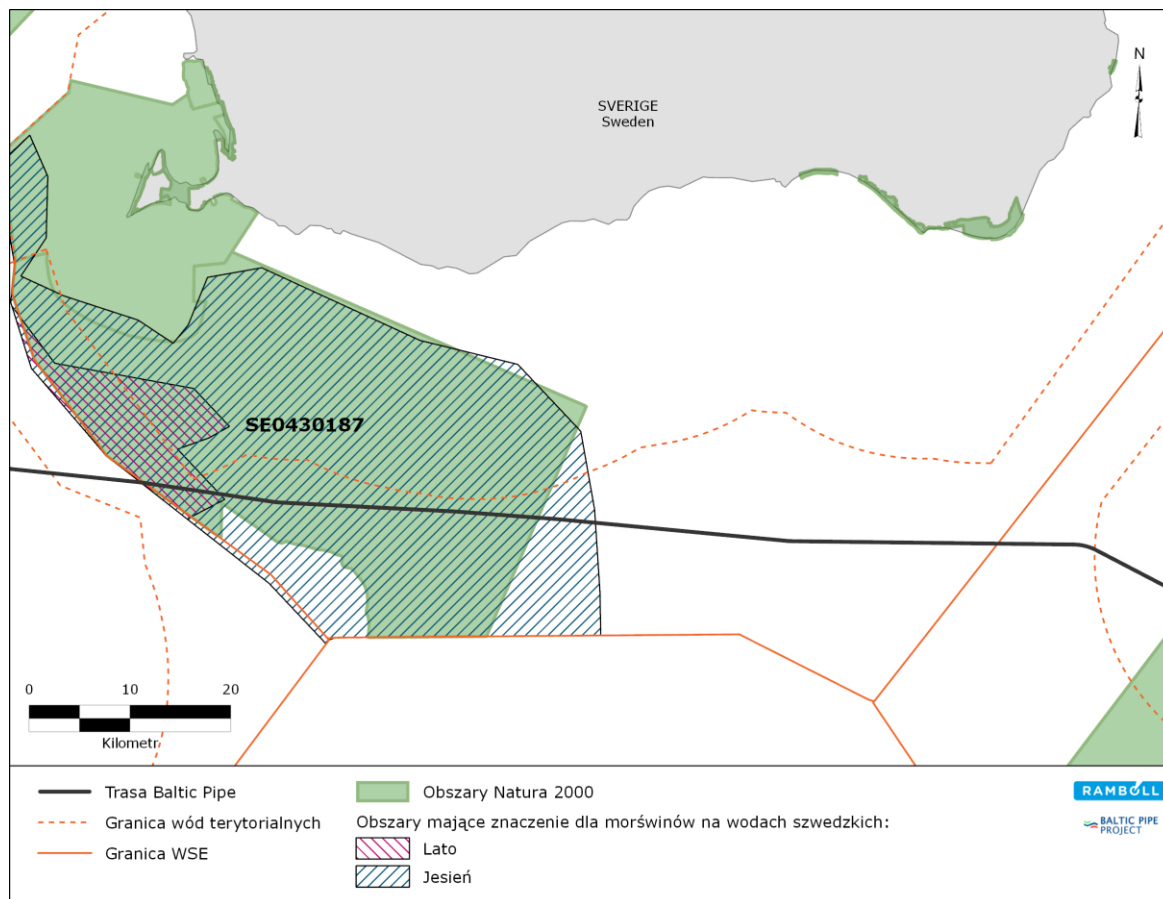 N
SVERIGE
Sweden
SE0430187
0 10 20
Kilometr
Trasa Baltic Pipe
Granica wód terytorialnych
Granica WSE
Obszary Natura 2000
Obszary mające znaczenie dla morświnów na wodach szwedzkich:
Lato
Jesień
RAMBOLL
BALTIC PIPE
PROJECT